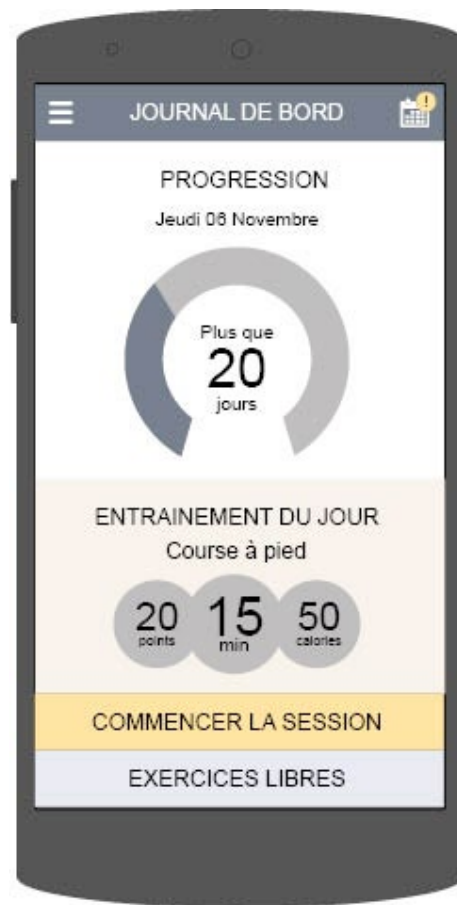 JOURNAL DE BORD
!
PROGRESSION
Jeudi 06 Novembre
Plus que
20
jours
ENTRAINEMENT DU JOUR
Course à pied
20 15 50
points min calories
COMMENCER LA SESSION
EXERCICES LIBRES